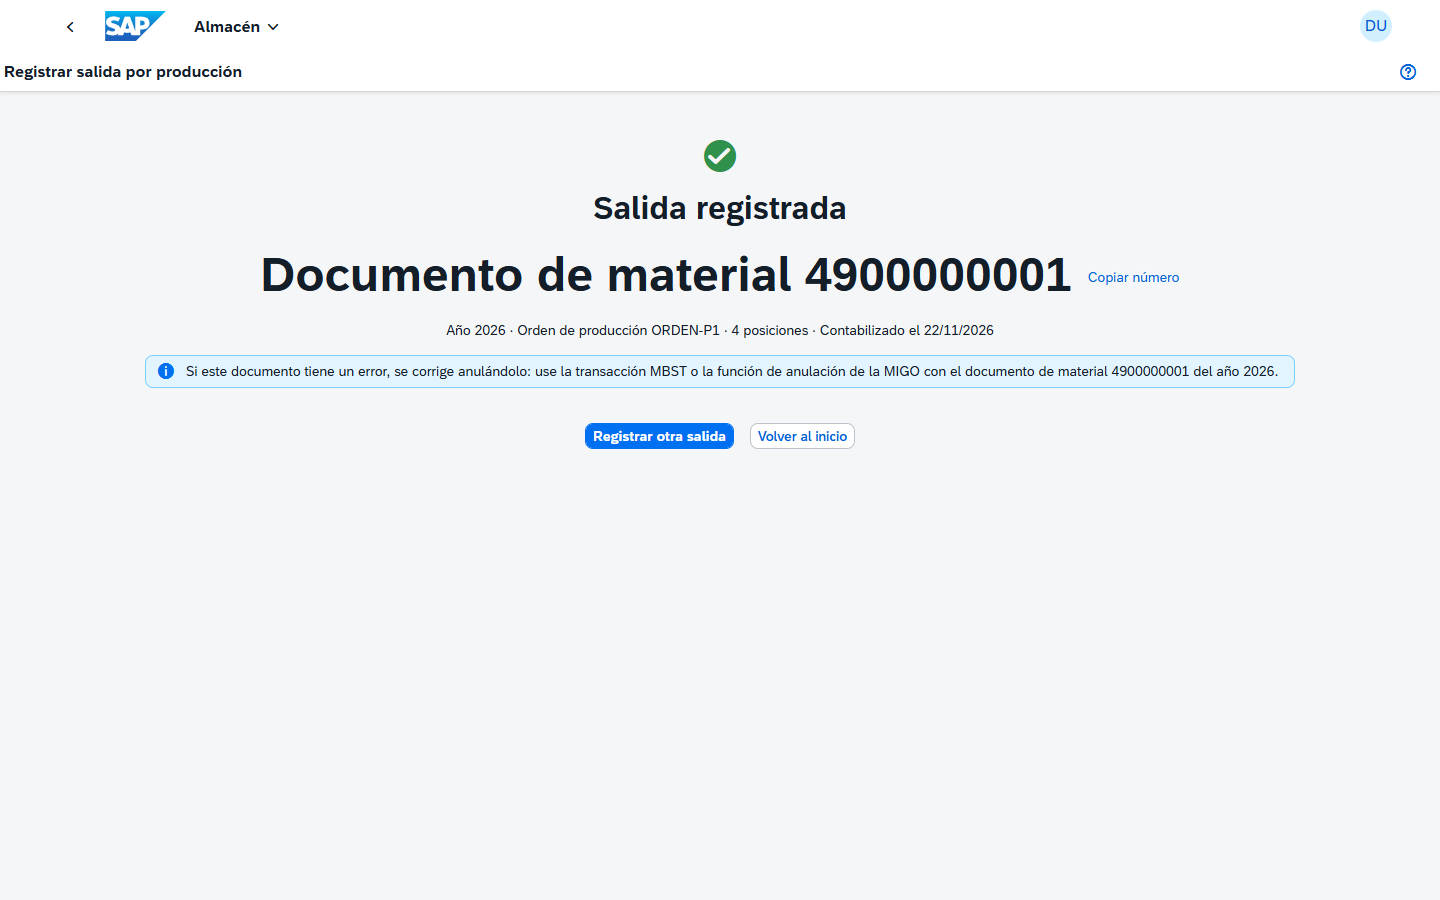 SAP
Almacén
DU
Registrar salida por producción
Salida registrada
Documento de material 4900000001 Copiar número
Año 2026 · Orden de producción ORDEN-P1 · 4 posiciones · Contabilizado el 22/11/2026
Si este documento tiene un error, se corrige anulándolo: use la transacción MBST o la función de anulación de la MIGO con el documento de material 4900000001 del año 2026.
Registrar otra salida Volver al inicio